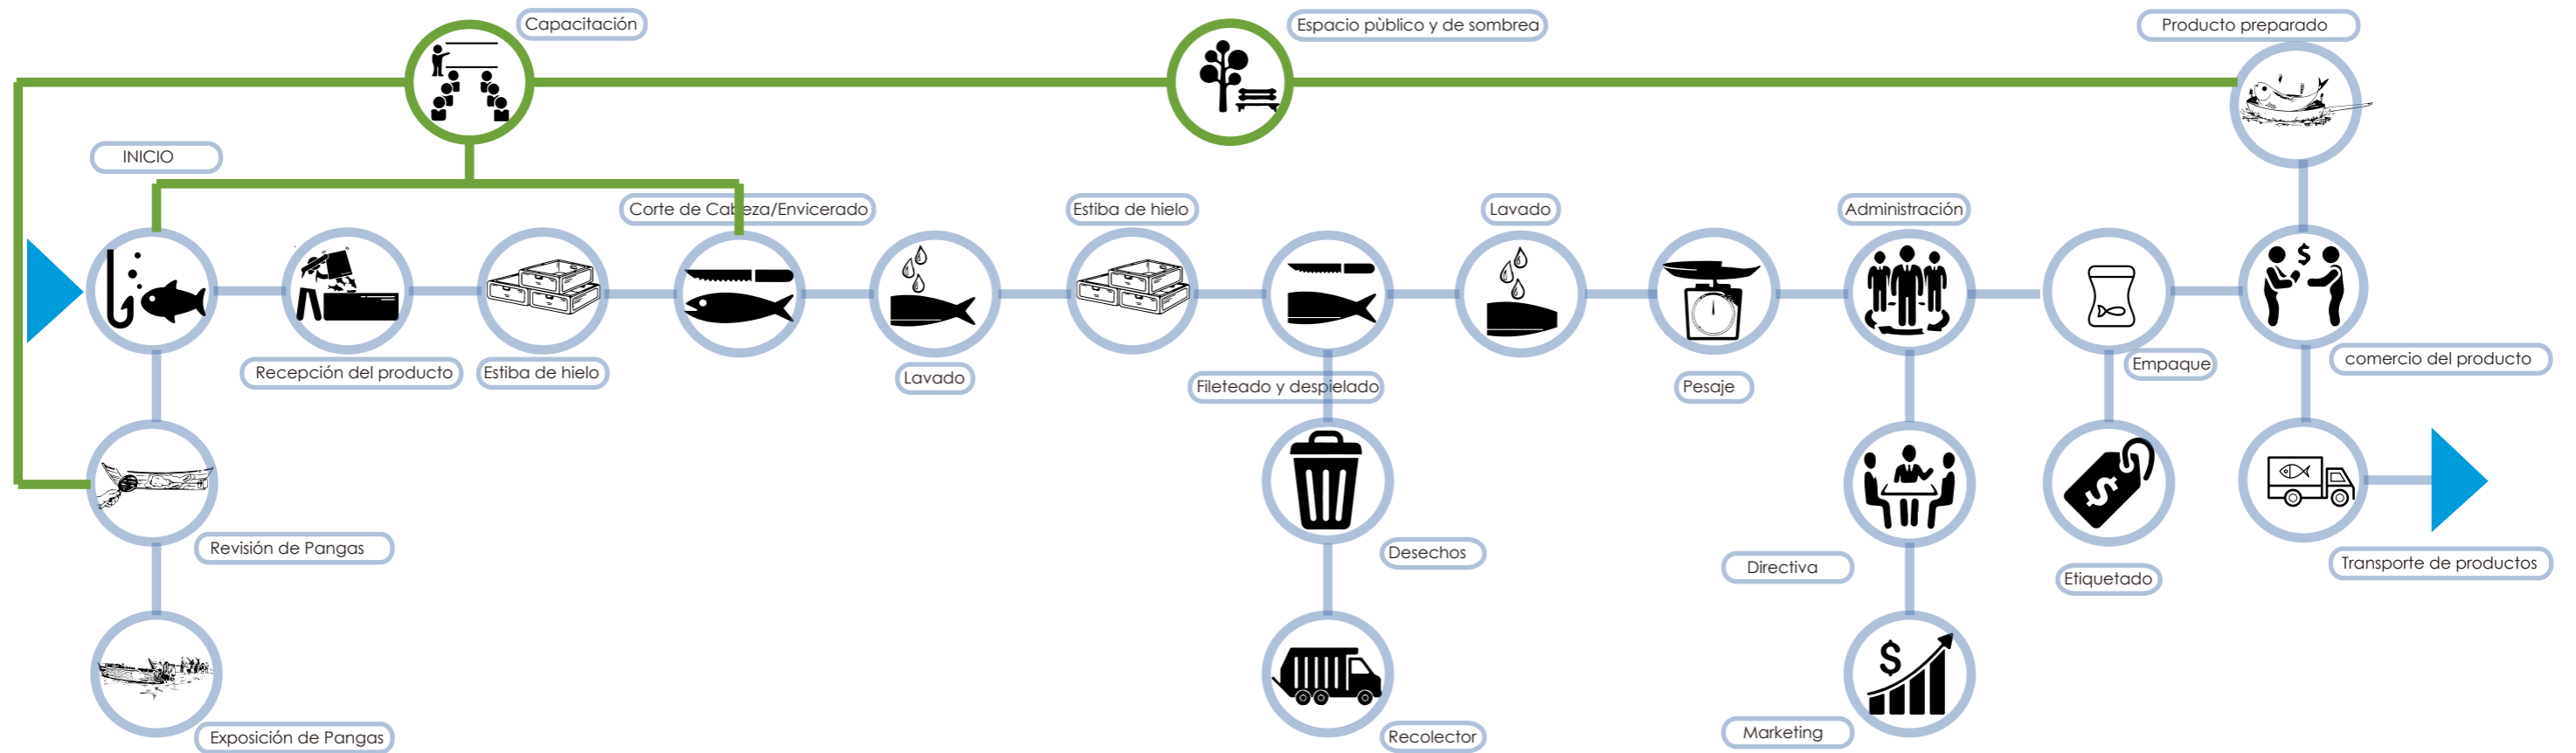 Capacitación
Espacio pùblico y de sombrea
Producto preparado
INICIO
Corte de Cabeza/Envicerado
Estiba de hielo
Lavado
Administración
Recepción del producto
Estiba de hielo
Lavado
Fileteado y despielado
Pesaje
Empaque
comercio del producto
Revisión de Pangas
Desechos
Directiva
Etiquetado
Transporte de productos
Exposición de Pangas
Recolector
Marketing